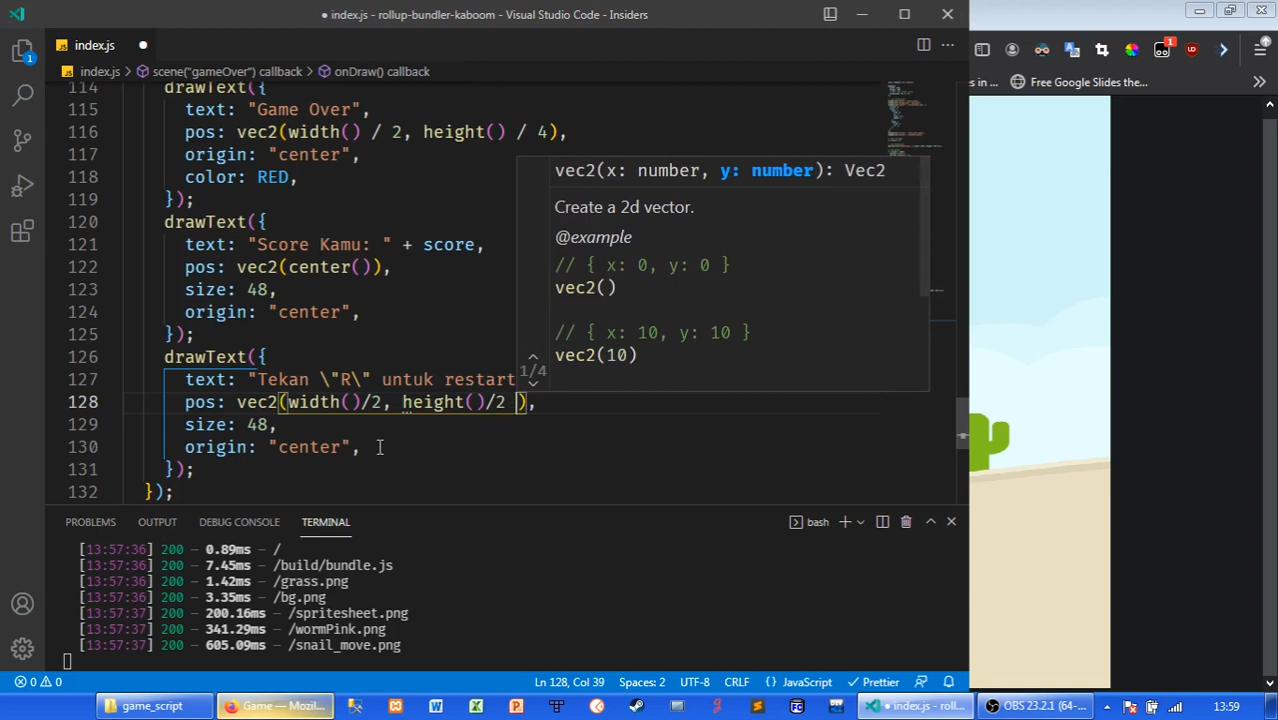 ● index.js - rollup-bundler-kaboom - Visual Studio Code - Insiders
JS index.js ●
JS index.js > scene("gameOver") callback > onDraw() callback
114 drawText({
115 text: "Game Over",
116 pos: vec2(width() / 2, height() / 4),
117 origin: "center",
118 color: RED,
119 });
120 drawText({
121 text: "Score Kamu: " + score,
122 pos: vec2(center()),
123 size: 48,
124 origin: "center",
125 });
126 drawText({
127 text: "Tekan \"R\" untuk restart
128 pos: vec2(width()/2, height()/2 ),
129 size: 48,
130 origin: "center",
131 });
132 });
vec2(x: number, y: number): Vec2
Create a 2d vector.
@example
// { x: 0, y: 0 }
vec2()
// { x: 10, y: 10 }
vec2(10)
1/4
PROBLEMS OUTPUT DEBUG CONSOLE TERMINAL
bash
[13:57:36] 200 — 0.89ms — /
[13:57:36] 200 — 7.45ms — /build/bundle.js
[13:57:36] 200 — 1.42ms — /grass.png
[13:57:36] 200 — 3.35ms — /bg.png
[13:57:37] 200 — 200.16ms — /spritesheet.png
[13:57:37] 200 — 341.29ms — /wormPink.png
[13:57:37] 200 — 605.09ms — /snail_move.png
0 0 Ln 128, Col 39 Spaces: 2 UTF-8 CRLF {} JavaScript Prettier
es in ... Free Google Slides the...
1
1
game_script
Game — Mozil...
● index.js - roll...
OBS 23.2.1 (64-...
13:59